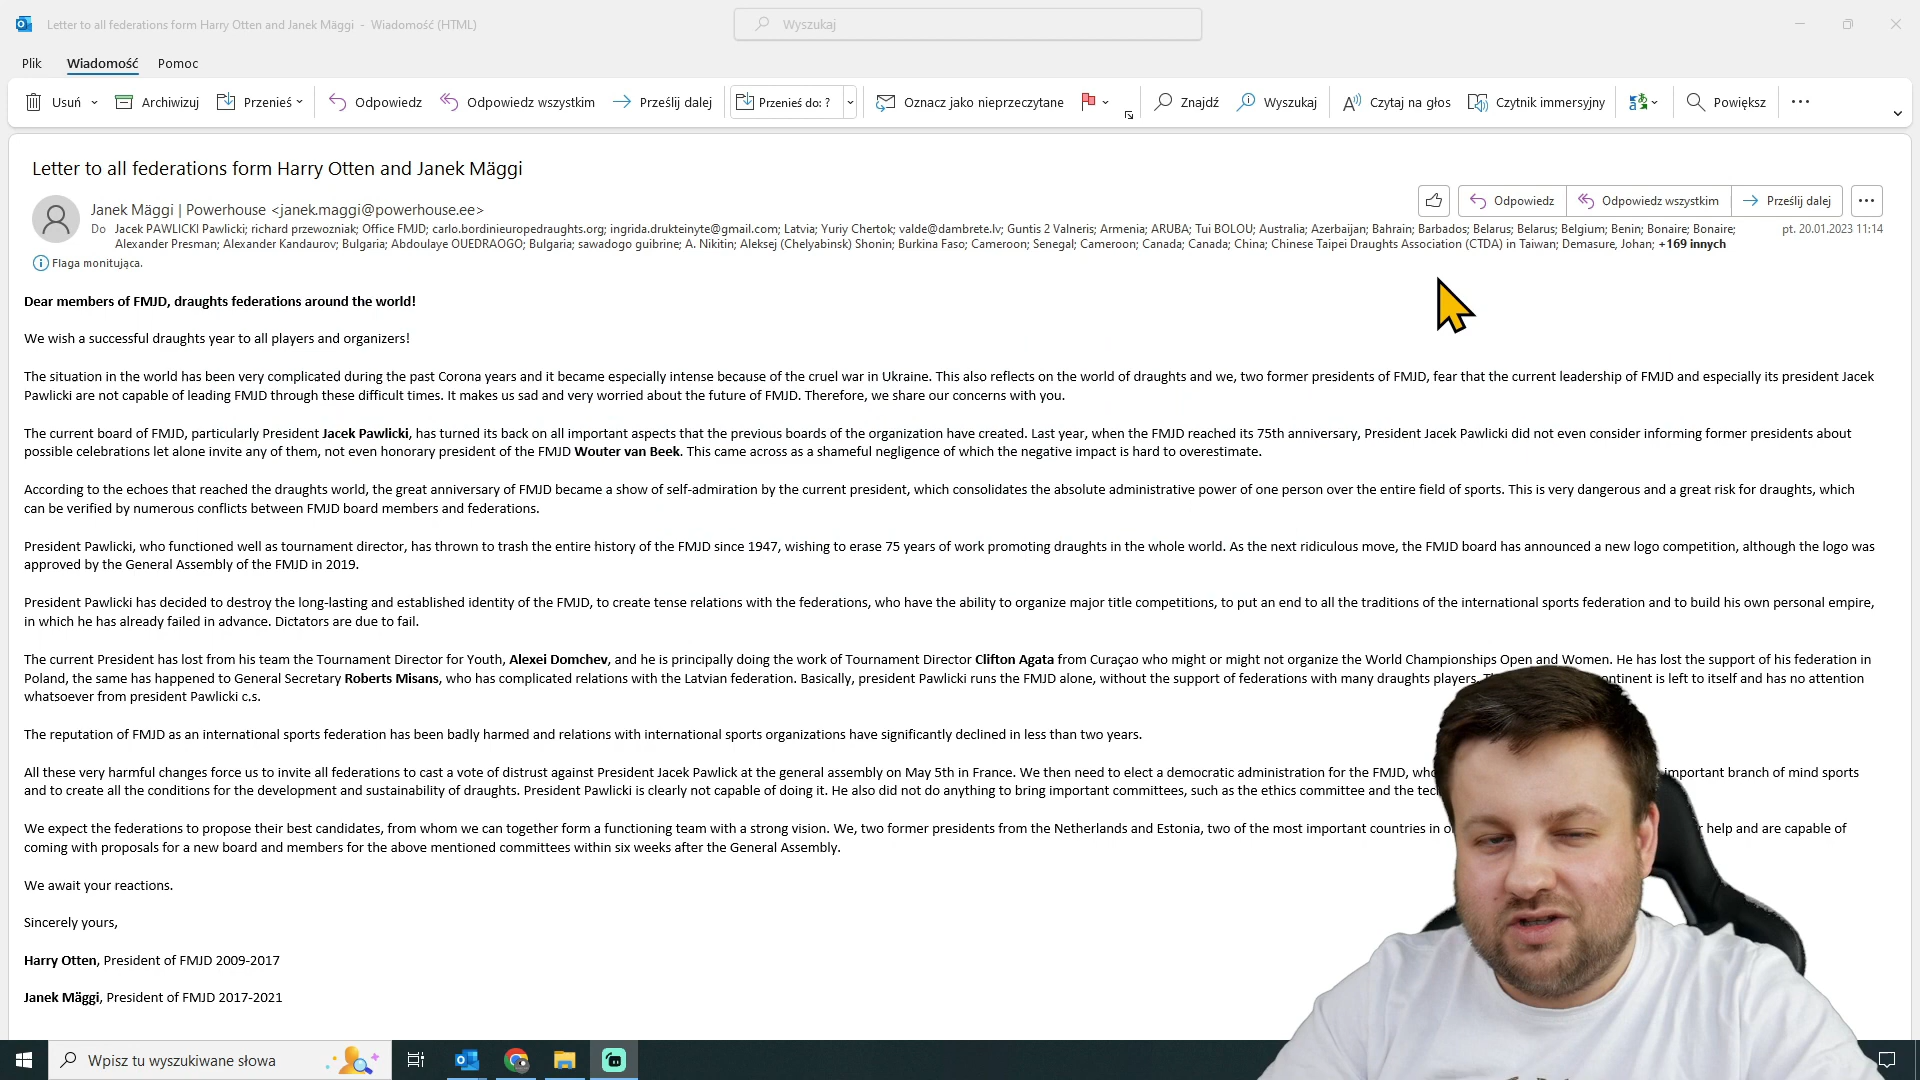 Letter to all federations form Harry Otten and Janek Mäggi - Wiadomość (HTML)
Wyszukaj
Plik Wiadomość Pomoc
Usuń Archiwizuj Przenieś Odpowiedz Odpowiedz wszystkim Prześlij dalej Przenieś do: ? Oznacz jako nieprzeczytane Znajdź Wyszukaj Czytaj na głos Czytnik immersyjny Powiększ
Letter to all federations form Harry Otten and Janek Mäggi
Janek Mäggi | Powerhouse <janek.maggi@powerhouse.ee>
Odpowiedz Odpowiedz wszystkim Prześlij dalej
Do Jacek PAWLICKI Pawlicki; richard przewozniak; Office FMJD; carlo.bordinieuropedraughts.org; ingrida.drukteinyte@gmail.com; Latvia; Yuriy Chertok; valde@dambrete.lv; Guntis 2 Valneris; Armenia; ARUBA; Tui BOLOU; Australia; Azerbaijan; Bahrain; Barbados; Belarus; Belarus; Belgium; Benin; Bonaire; Bonaire; pt. 20.01.2023 11:14
Alexander Presman; Alexander Kandaurov; Bulgaria; Abdoulaye OUEDRAOGO; Bulgaria; sawadogo guibrine; A. Nikitin; Aleksej (Chelyabinsk) Shonin; Burkina Faso; Cameroon; Senegal; Cameroon; Canada; Canada; China; Chinese Taipei Draughts Association (CTDA) in Taiwan; Demasure, Johan; +169 innych
Flaga monitująca.
Dear members of FMJD, draughts federations around the world!
We wish a successful draughts year to all players and organizers!
The situation in the world has been very complicated during the past Corona years and it became especially intense because of the cruel war in Ukraine. This also reflects on the world of draughts and we, two former presidents of FMJD, fear that the current leadership of FMJD and especially its president Jacek
Pawlicki are not capable of leading FMJD through these difficult times. It makes us sad and very worried about the future of FMJD. Therefore, we share our concerns with you.
The current board of FMJD, particularly President Jacek Pawlicki, has turned its back on all important aspects that the previous boards of the organization have created. Last year, when the FMJD reached its 75th anniversary, President Jacek Pawlicki did not even consider informing former presidents about
possible celebrations let alone invite any of them, not even honorary president of the FMJD Wouter van Beek. This came across as a shameful negligence of which the negative impact is hard to overestimate.
According to the echoes that reached the draughts world, the great anniversary of FMJD became a show of self-admiration by the current president, which consolidates the absolute administrative power of one person over the entire field of sports. This is very dangerous and a great risk for draughts, which
can be verified by numerous conflicts between FMJD board members and federations.
President Pawlicki, who functioned well as tournament director, has thrown to trash the entire history of the FMJD since 1947, wishing to erase 75 years of work promoting draughts in the whole world. As the next ridiculous move, the FMJD board has announced a new logo competition, although the logo was
approved by the General Assembly of the FMJD in 2019.
President Pawlicki has decided to destroy the long-lasting and established identity of the FMJD, to create tense relations with the federations, who have the ability to organize major title competitions, to put an end to all the traditions of the international sports federation and to build his own personal empire,
in which he has already failed in advance. Dictators are due to fail.
The current President has lost from his team the Tournament Director for Youth, Alexei Domchev, and he is principally doing the work of Tournament Director Clifton Agata from Curaçao who might or might not organize the World Championships Open and Women. He has lost the support of his federation in
Poland, the same has happened to General Secretary Roberts Misans, who has complicated relations with the Latvian federation. Basically, president Pawlicki runs the FMJD alone, without the support of federations with many draughts players. continent is left to itself and has no attention
whatsoever from president Pawlicki c.s.
The reputation of FMJD as an international sports federation has been badly harmed and relations with international sports organizations have significantly declined in less than two years.
All these very harmful changes force us to invite all federations to cast a vote of distrust against President Jacek Pawlick at the general assembly on May 5th in France. We then need to elect a democratic administration for the FMJD, important branch of mind sports
and to create all the conditions for the development and sustainability of draughts. President Pawlicki is clearly not capable of doing it. He also did not do anything to bring important committees, such as the ethics committee and the
We expect the federations to propose their best candidates, from whom we can together form a functioning team with a strong vision. We, two former presidents from the Netherlands and Estonia, two of the most important countries in help and are capable of
coming with proposals for a new board and members for the above mentioned committees within six weeks after the General Assembly.
We await your reactions.
Sincerely yours,
Harry Otten, President of FMJD 2009-2017
Janek Mäggi, President of FMJD 2017-2021
Wpisz tu wyszukiwane słowa